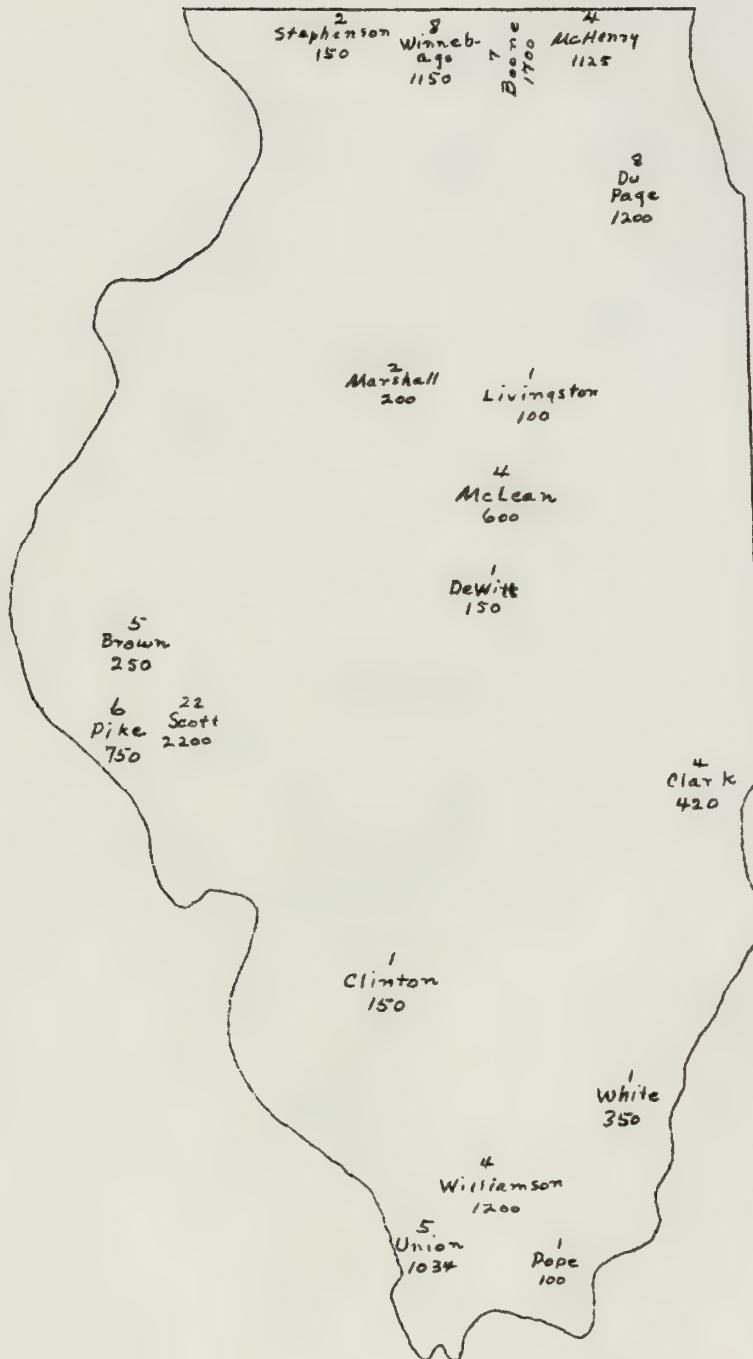 2
Stephenson
150
8
Winneb-
ago
1150
7
Boone
1700
4
McHenry
1125
8
Du
Page
1200
2
Marshall
200
1
Livingston
100
4
McLean
600
1
DeWitt
150
5
Brown
250
6
Pike
750
22
Scott
2200
4
Clark
420
1
Clinton
150
1
White
350
4
Williamson
1200
5
Union
1034
1
Pope
100